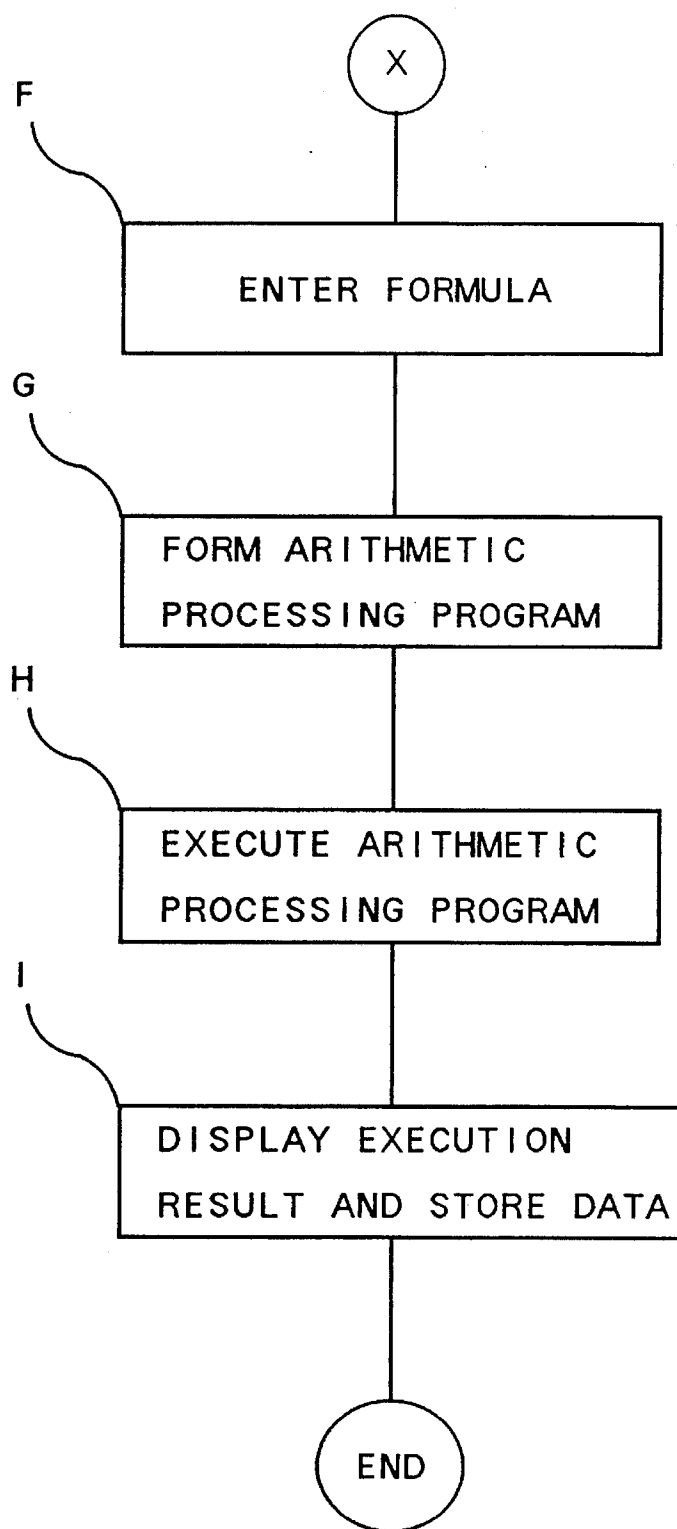 X
F
ENTER FORMULA
G
FORM ARITHMETIC
PROCESSING PROGRAM
H
EXECUTE ARITHMETIC
PROCESSING PROGRAM
I
DISPLAY EXECUTION
RESULT AND STORE DATA
END